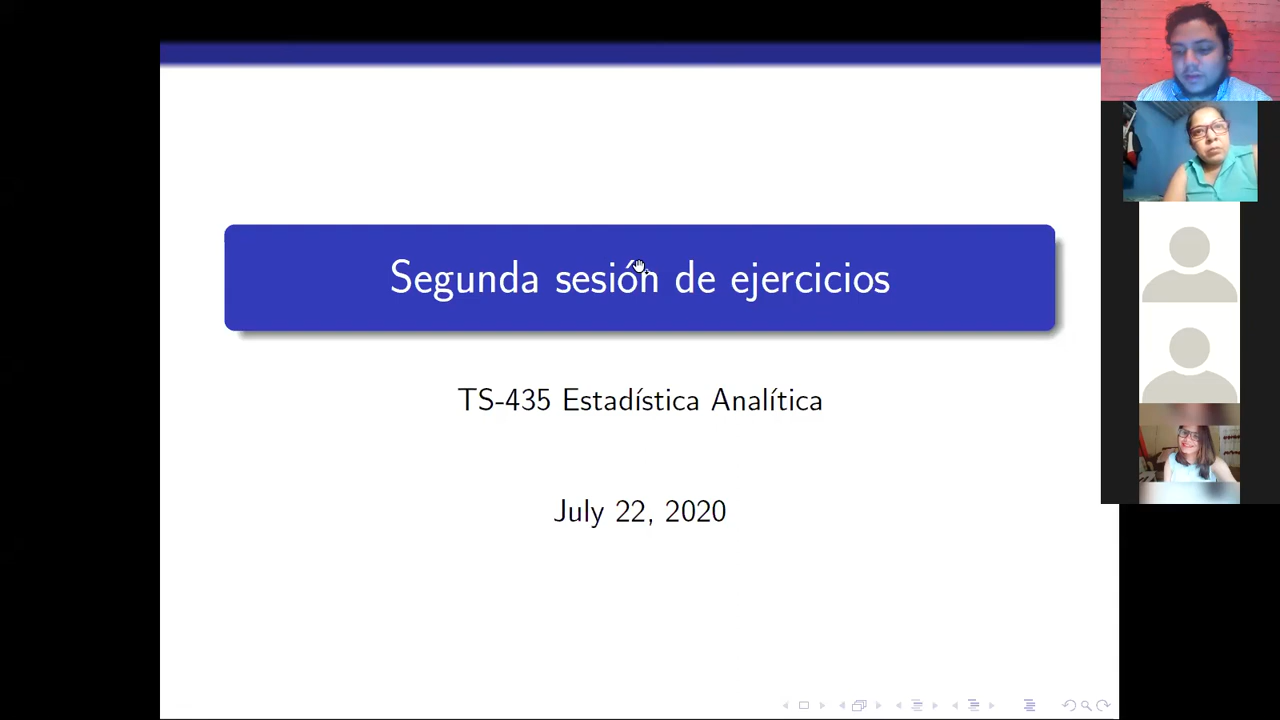 Segunda sesión de ejercicios
TS-435 Estadística Analítica
July 22, 2020